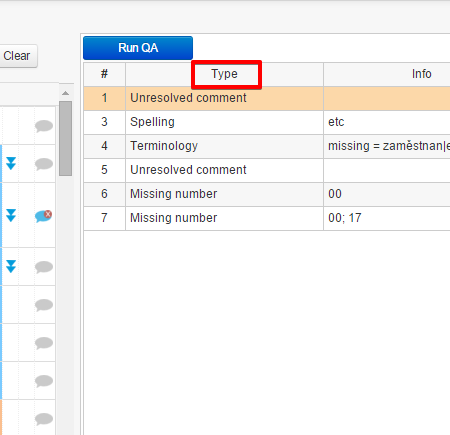 Clear
Run QA
# Type Info
1 Unresolved comment
3 Spelling etc
4 Terminology missing = zaměstnan|e
5 Unresolved comment
6 Missing number 00
7 Missing number 00; 17